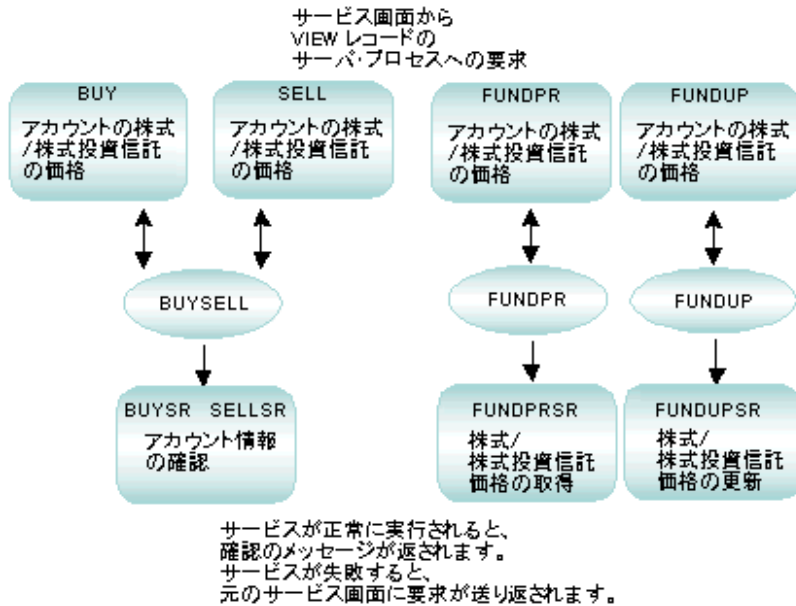 サービス画面から
VIEW レコードの
サーバ・プロセスへの要求
BUY
アカウントの株式
/株式投資信託
の価格
SELL
アカウントの株式
/株式投資信託
の価格
FUNDPR
アカウントの株式
/株式投資信託
の価格
FUNDUP
アカウントの株式
/株式投資信託
の価格
BUYSELL
FUNDPR
FUNDUP
BUYSR SELLSR
アカウント情報
の確認
FUNDPRSR
株式/
株式投資信託
価格の取得
FUNDUPSR
株式/
株式投資信託
価格の更新
サービスが正常に実行されると、
確認のメッセージが返されます。
サービスが失敗すると、
元のサービス画面に要求が送り返されます。